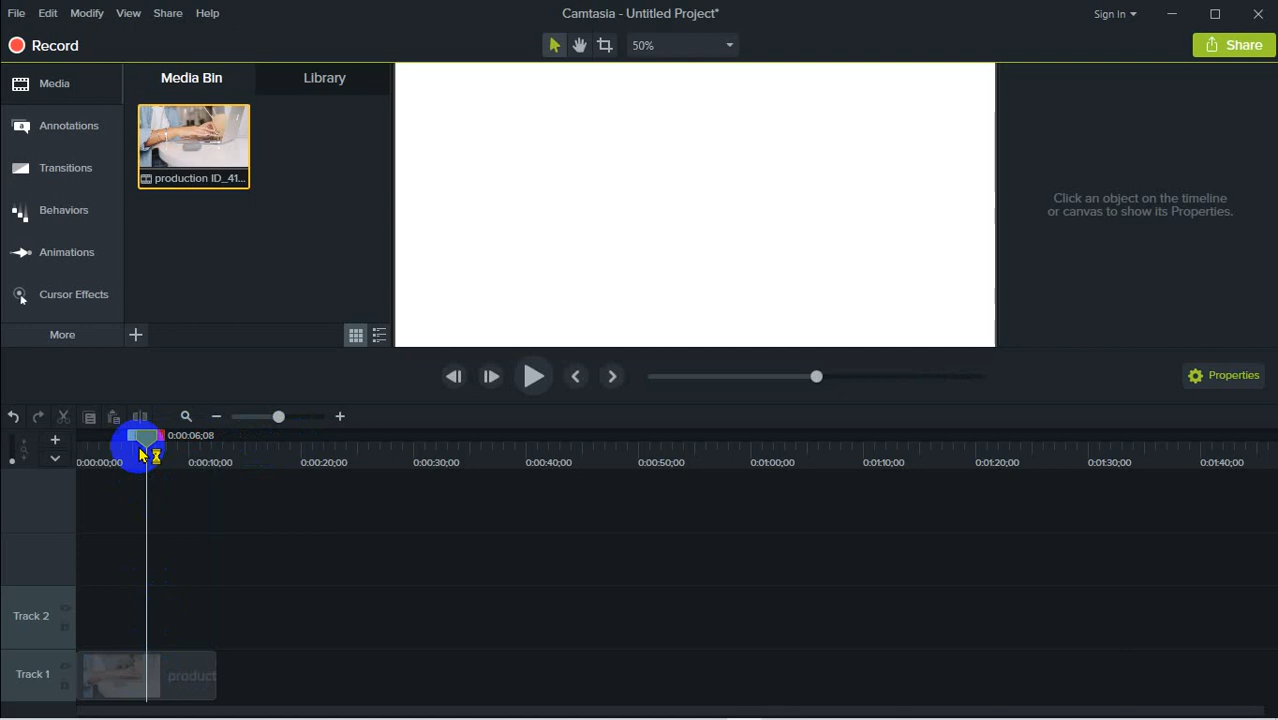 File Edit Modify View Share Help
Camtasia - Untitled Project*
Sign In
Record
50%
Share
Media
Media Bin
Library
Annotations
Transitions
Behaviors
Animations
Cursor Effects
More
production ID_41...
Click an object on the timeline
or canvas to show its Properties.
Properties
0:00:06;08
0:00:00;00 0:00:10;00 0:00:20;00 0:00:30;00 0:00:40;00 0:00:50;00 0:01:00;00 0:01:10;00 0:01:20;00 0:01:30;00 0:01:40;00
Track 2
Track 1
product